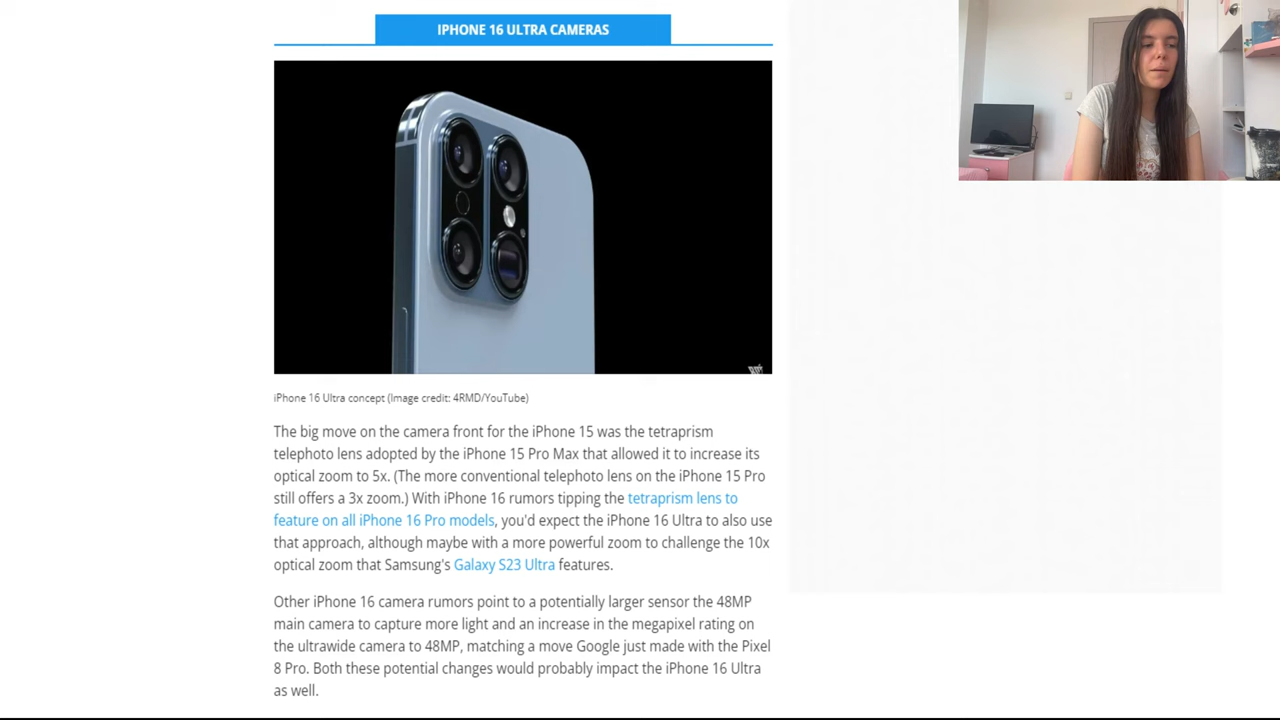 IPHONE 16 ULTRA CAMERAS
iPhone 16 Ultra concept (Image credit: 4RMD/YouTube)
The big move on the camera front for the iPhone 15 was the tetraprism
telephoto lens adopted by the iPhone 15 Pro Max that allowed it to increase its
optical zoom to 5x. (The more conventional telephoto lens on the iPhone 15 Pro
still offers a 3x zoom.) With iPhone 16 rumors tipping the tetraprism lens to
feature on all iPhone 16 Pro models, you'd expect the iPhone 16 Ultra to also use
that approach, although maybe with a more powerful zoom to challenge the 10x
optical zoom that Samsung's Galaxy S23 Ultra features.
Other iPhone 16 camera rumors point to a potentially larger sensor the 48MP
main camera to capture more light and an increase in the megapixel rating on
the ultrawide camera to 48MP, matching a move Google just made with the Pixel
8 Pro. Both these potential changes would probably impact the iPhone 16 Ultra
as well.